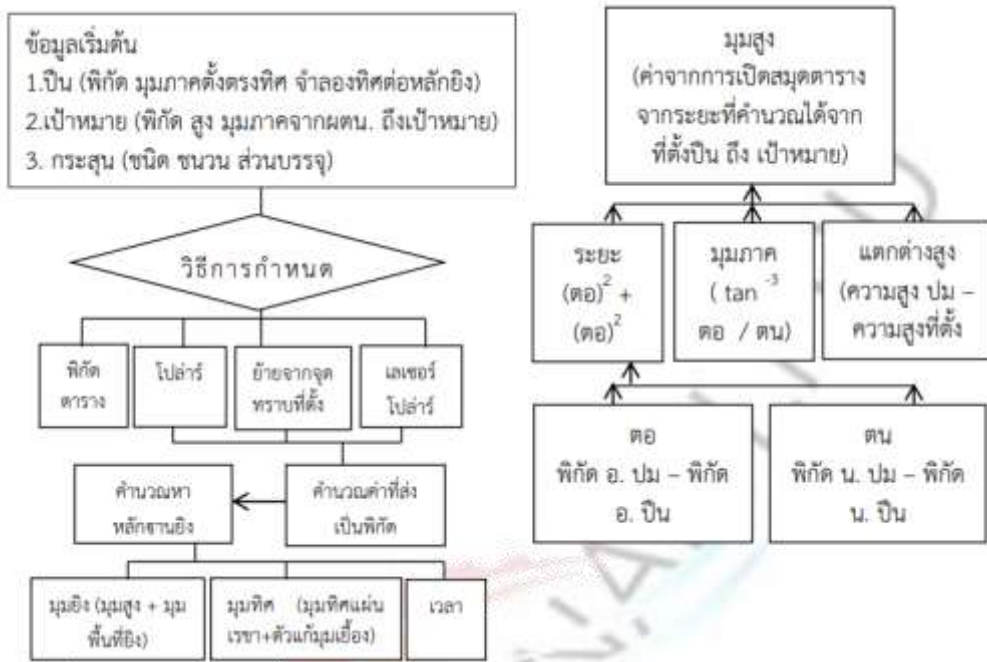 ข้อมูลเริ่มต้น
1.ปืน (พิกัด มุมภาคตั้งตรงทิศ จำลองทิศต่อหลักยิง)
2.เป้าหมาย (พิกัด สูง มุมภาคจากผตน. ถึงเป้าหมาย)
3. กระสุน (ชนิด ชนวน ส่วนบรรจุ)
วิธีการกำหนด
พิกัด
ตาราง
โปล่าร์
ย้ายจากจุด
ทราบที่ตั้ง
เลเซอร์
โปล่าร์
คำนวณหา
หลักฐานยิง
คำนวณค่าที่ส่ง
เป็นพิกัด
มุมยิง (มุมสูง + มุม
พื้นที่ยิง)
มุมทิศ (มุมทิศแผ่น
เรขา+ตัวแก้มุมเยื้อง)
เวลา
มุมสูง
(ค่าจากการเปิดสมุดตาราง
จากระยะที่คำนวณได้จาก
ที่ตั้งปืน ถึง เป้าหมาย)
ระยะ
(ตอ)² +
(ตอ)²
มุมภาค
( tan ⁻³
ตอ / ตน)
แตกต่างสูง
(ความสูง ปม –
ความสูงที่ตั้ง
ตอ
พิกัด อ. ปม – พิกัด
อ. ปืน
ตน
พิกัด น. ปม – พิกัด
น. ปืน